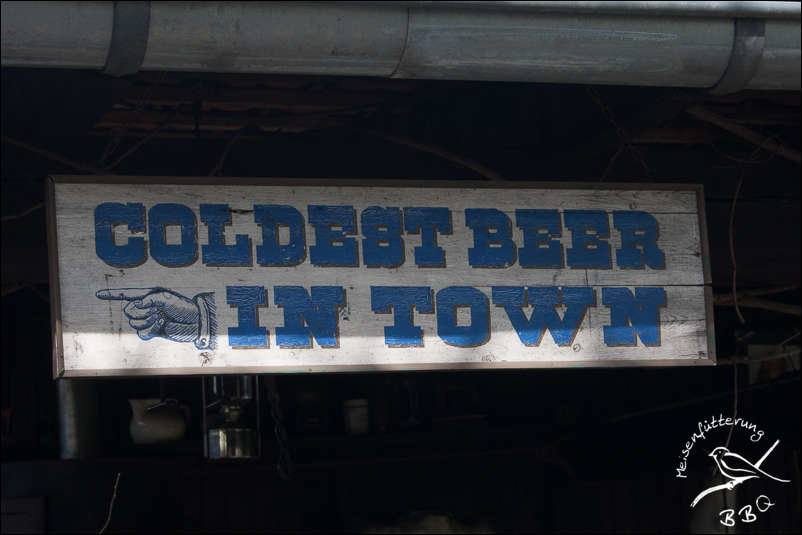 COLDEST BEER
IN TOWN
Meisenfütterung
BBQ